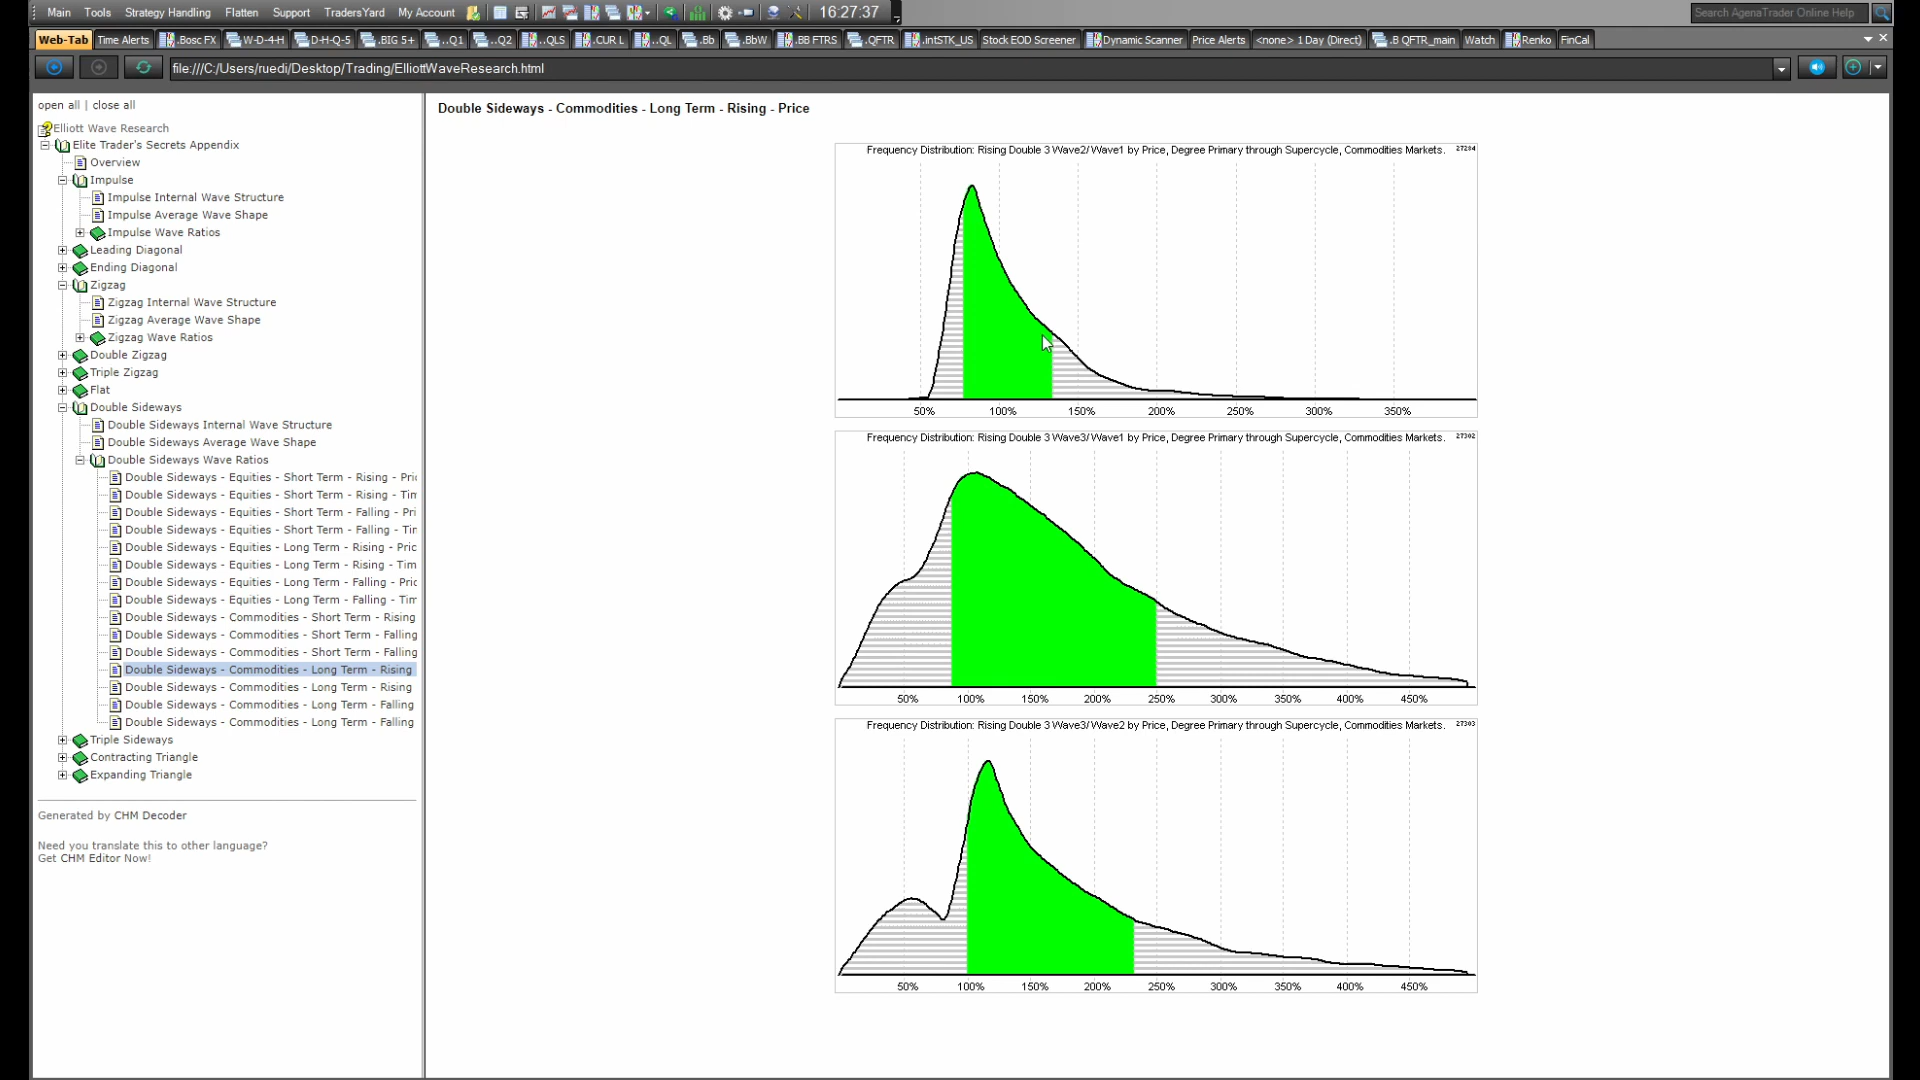 Main Tools Strategy Handling Flatten Support TradersYard My Account 16:27:37 Search AgenaTrader Online Help
Web-Tab Time Alerts .Bosc FX W-D-4-H D-H-Q-5 .BIG 5+ ..Q1 ..Q2 .QLS .CUR L ..QL .Bb .BbW .BB FTRS .QFTR .intSTK_US Stock EOD Screener Dynamic Scanner Price Alerts <none> 1 Day (Direct) .B QFTR_main Watch Renko FinCal
file:///C:/Users/ruedi/Desktop/Trading/ElliottWaveResearch.html
open all | close all
Elliott Wave Research
Elite Trader's Secrets Appendix
Overview
Impulse
Impulse Internal Wave Structure
Impulse Average Wave Shape
Impulse Wave Ratios
Leading Diagonal
Ending Diagonal
Zigzag
Zigzag Internal Wave Structure
Zigzag Average Wave Shape
Zigzag Wave Ratios
Double Zigzag
Triple Zigzag
Flat
Double Sideways
Double Sideways Internal Wave Structure
Double Sideways Average Wave Shape
Double Sideways Wave Ratios
Double Sideways - Equities - Short Term - Rising - Pric
Double Sideways - Equities - Short Term - Rising - Tim
Double Sideways - Equities - Short Term - Falling - Pri
Double Sideways - Equities - Short Term - Falling - Tim
Double Sideways - Equities - Long Term - Rising - Pric
Double Sideways - Equities - Long Term - Rising - Tim
Double Sideways - Equities - Long Term - Falling - Pric
Double Sideways - Equities - Long Term - Falling - Tim
Double Sideways - Commodities - Short Term - Rising
Double Sideways - Commodities - Short Term - Falling
Double Sideways - Commodities - Short Term - Falling
Double Sideways - Commodities - Long Term - Rising
Double Sideways - Commodities - Long Term - Rising
Double Sideways - Commodities - Long Term - Falling
Double Sideways - Commodities - Long Term - Falling
Triple Sideways
Contracting Triangle
Expanding Triangle
Generated by CHM Decoder
Need you translate this to other language?
Get CHM Editor Now!
Double Sideways - Commodities - Long Term - Rising - Price
Frequency Distribution: Rising Double 3 Wave2/Wave1 by Price, Degree Primary through Supercycle, Commodities Markets. 27284
50% 100% 150% 200% 250% 300% 350%
Frequency Distribution: Rising Double 3 Wave3/Wave1 by Price, Degree Primary through Supercycle, Commodities Markets. 27302
50% 100% 150% 200% 250% 300% 350% 400% 450%
Frequency Distribution: Rising Double 3 Wave3/Wave2 by Price, Degree Primary through Supercycle, Commodities Markets. 27303
50% 100% 150% 200% 250% 300% 350% 400% 450%